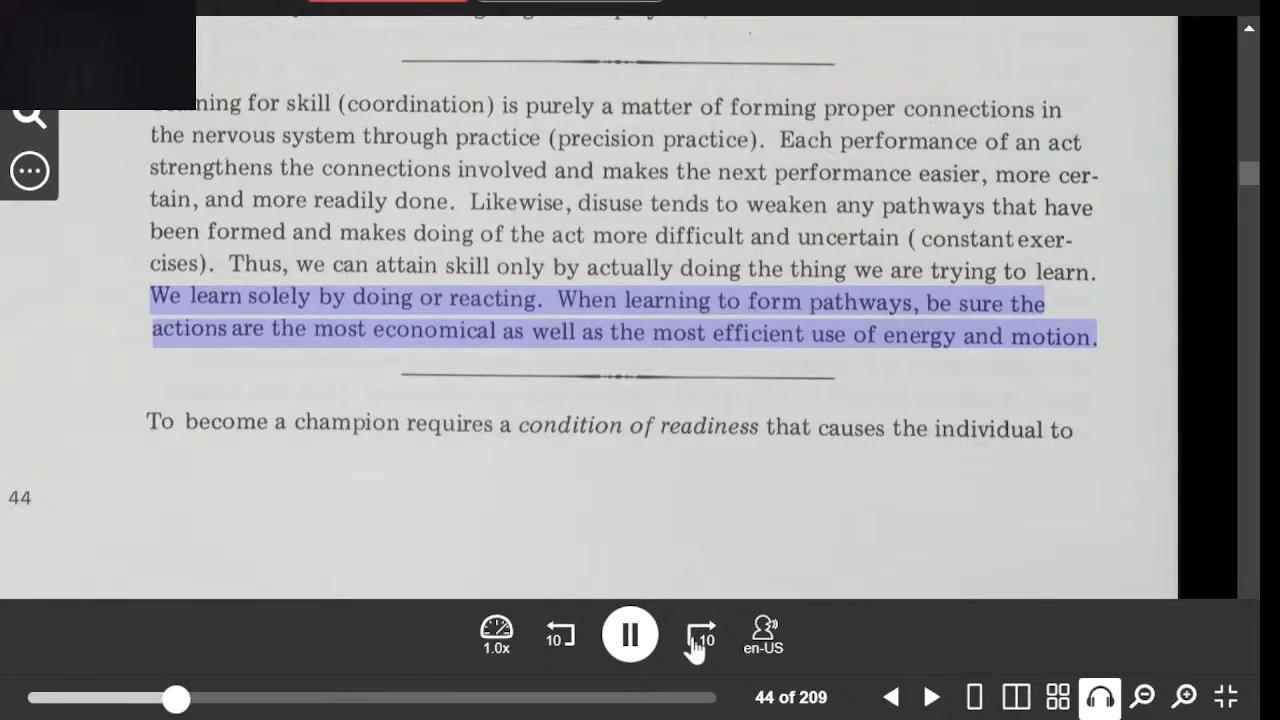 ning for skill (coordination) is purely a matter of forming proper connections in
the nervous system through practice (precision practice). Each performance of an act
strengthens the connections involved and makes the next performance easier, more cer-
tain, and more readily done. Likewise, disuse tends to weaken any pathways that have
been formed and makes doing of the act more difficult and uncertain ( constant exer-
cises). Thus, we can attain skill only by actually doing the thing we are trying to learn.
We learn solely by doing or reacting. When learning to form pathways, be sure the
actions are the most economical as well as the most efficient use of energy and motion.
To become a champion requires a condition of readiness that causes the individual to
44
10 10
1.0x en-US
44 of 209